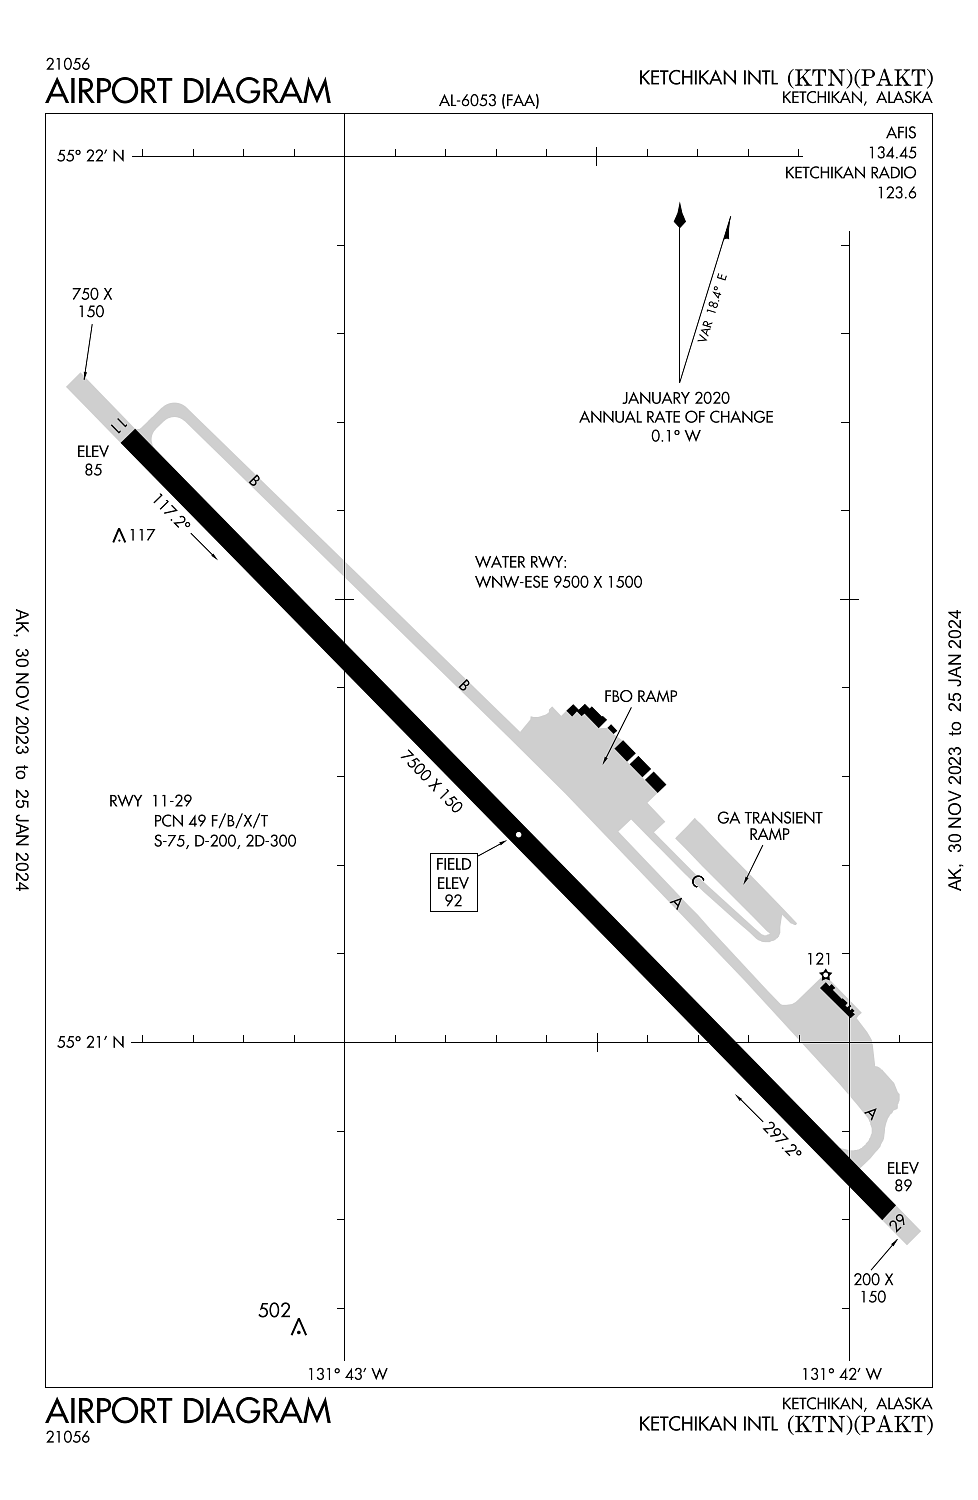 21056
AIRPORT DIAGRAM
AL-6053 (FAA)
KETCHIKAN INTL (KTN)(PAKT)
KETCHIKAN, ALASKA
AFIS
134.45
KETCHIKAN RADIO
123.6
55° 22' N
VAR 18.4° E
JANUARY 2020
ANNUAL RATE OF CHANGE
0.1° W
750 X
150
11
ELEV
85
117.2°
117
B
WATER RWY:
WNW-ESE 9500 X 1500
AK, 30 NOV 2023 to 25 JAN 2024
AK, 30 NOV 2023 to 25 JAN 2024
B
FBO RAMP
7500 X 150
RWY 11-29
PCN 49 F/B/X/T
S-75, D-200, 2D-300
GA TRANSIENT
RAMP
FIELD
ELEV
92
C
A
121
55° 21' N
A
297.2°
ELEV
89
29
200 X
150
502
131° 43' W
131° 42' W
AIRPORT DIAGRAM
21056
KETCHIKAN, ALASKA
KETCHIKAN INTL (KTN)(PAKT)